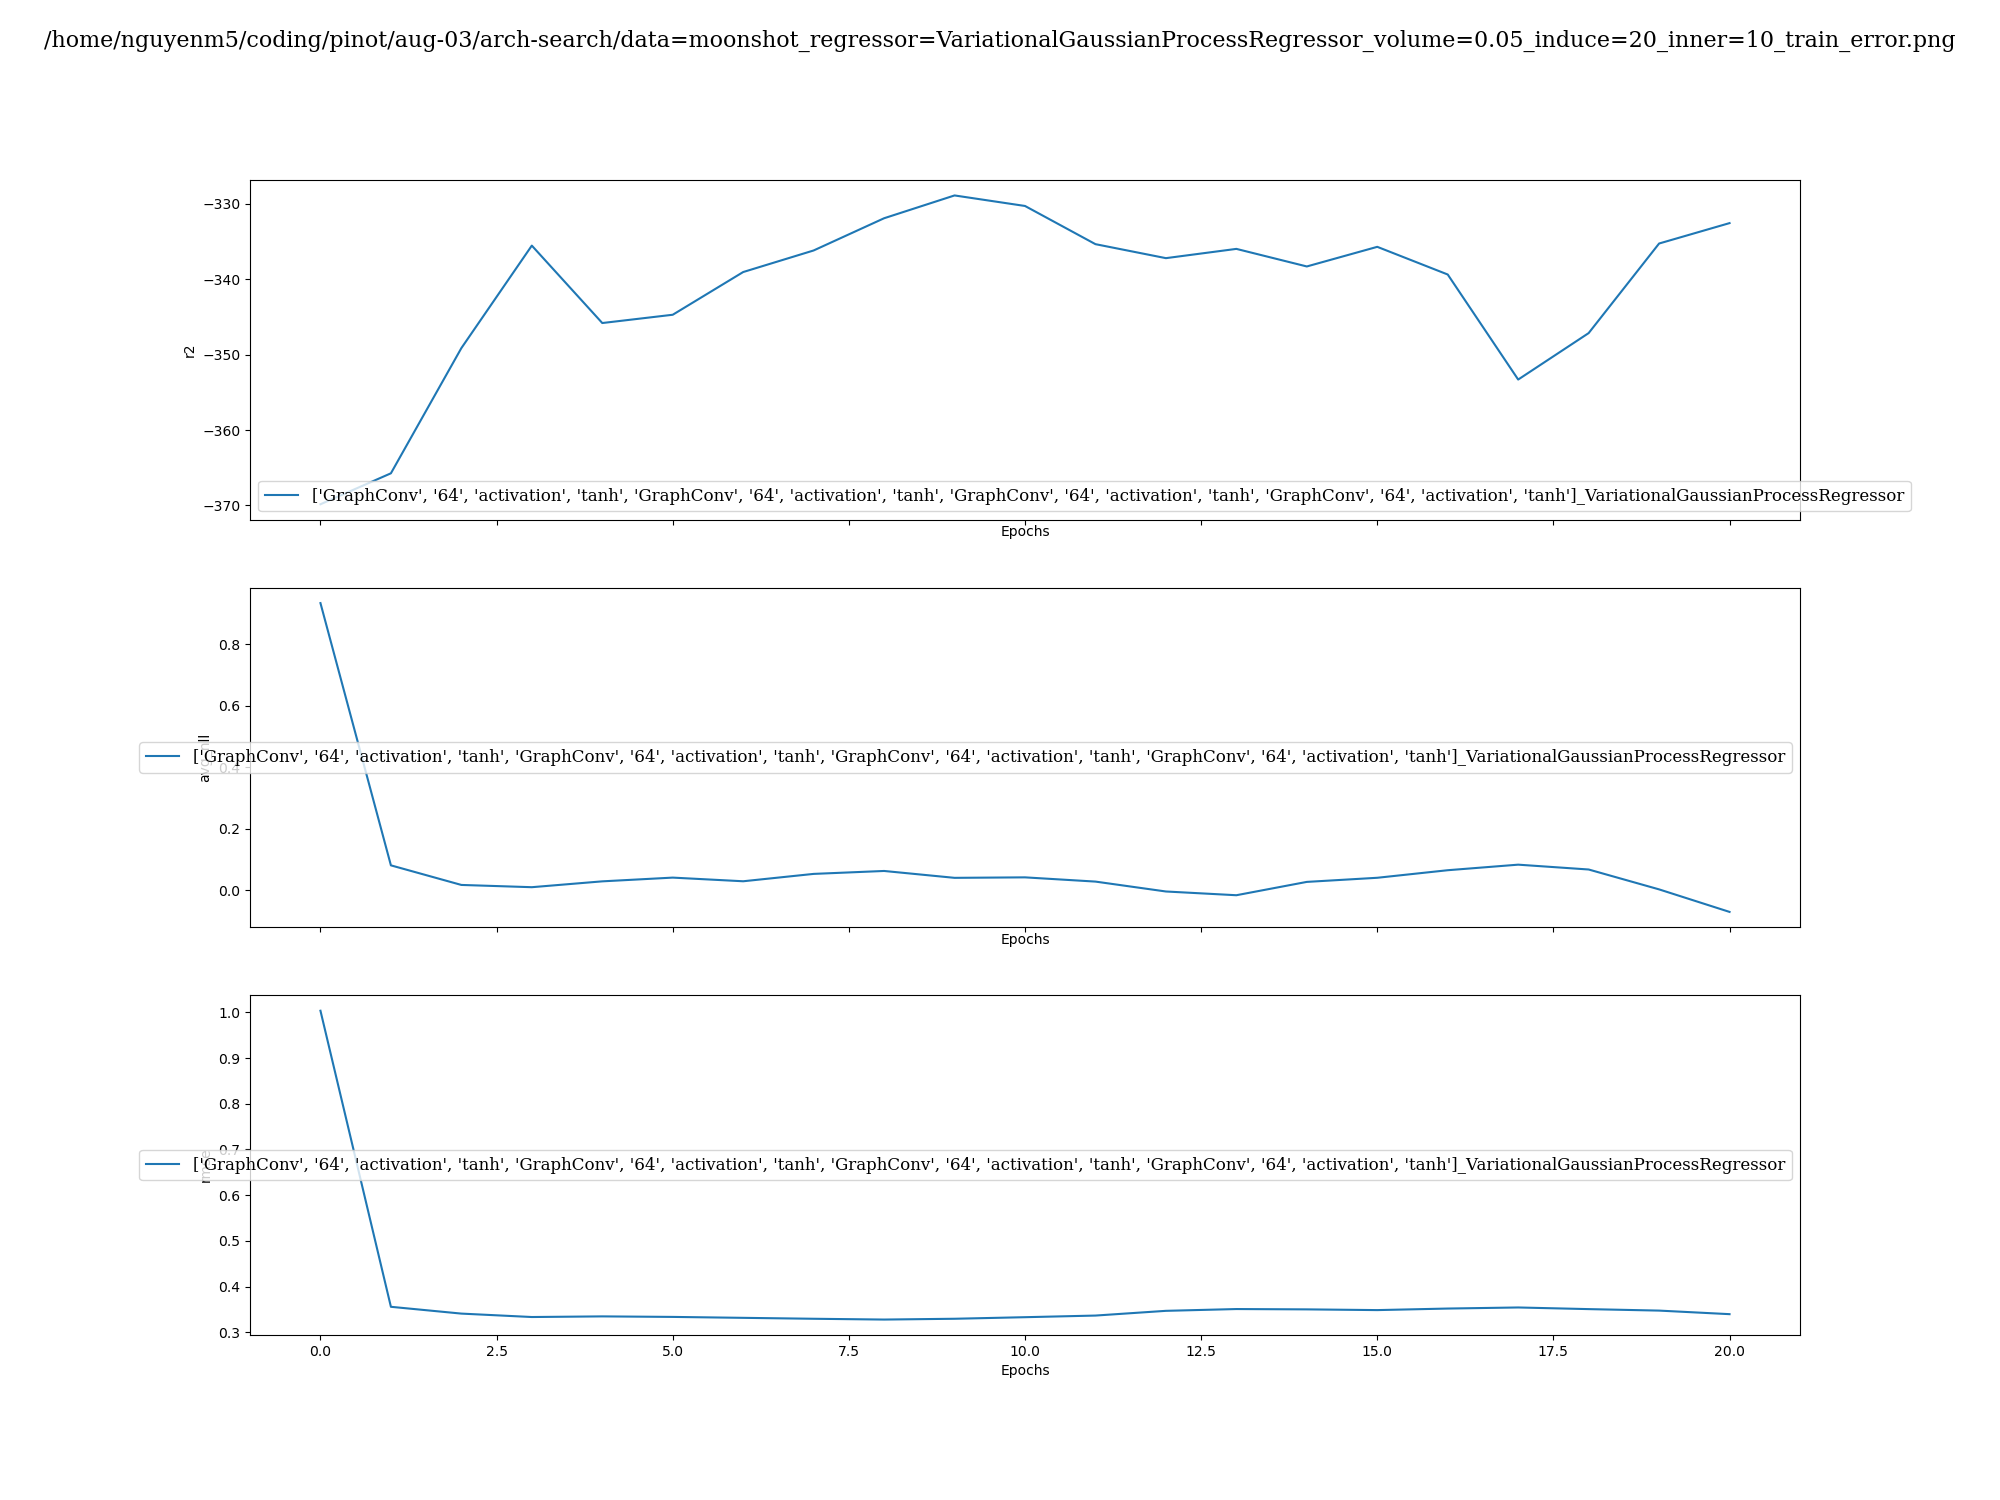 /home/nguyenm5/coding/pinot/aug-03/arch-search/data=moonshot_regressor=VariationalGaussianProcessRegressor_volume=0.05_induce=20_inner=10_train_error.png
−330
−340
−350
−360
−370
r2
['GraphConv', '64', 'activation', 'tanh', 'GraphConv', '64', 'activation', 'tanh', 'GraphConv', '64', 'activation', 'tanh', 'GraphConv', '64', 'activation', 'tanh']_VariationalGaussianProcessRegressor
Epochs
0.8
0.6
0.4
0.2
0.0
['GraphConv', '64', 'activation', 'tanh', 'GraphConv', '64', 'activation', 'tanh', 'GraphConv', '64', 'activation', 'tanh', 'GraphConv', '64', 'activation', 'tanh']_VariationalGaussianProcessRegressor
Epochs
1.0
0.9
0.8
0.7
0.6
0.5
0.4
0.3
['GraphConv', '64', 'activation', 'tanh', 'GraphConv', '64', 'activation', 'tanh', 'GraphConv', '64', 'activation', 'tanh', 'GraphConv', '64', 'activation', 'tanh']_VariationalGaussianProcessRegressor
0.0 2.5 5.0 7.5 10.0 12.5 15.0 17.5 20.0
Epochs